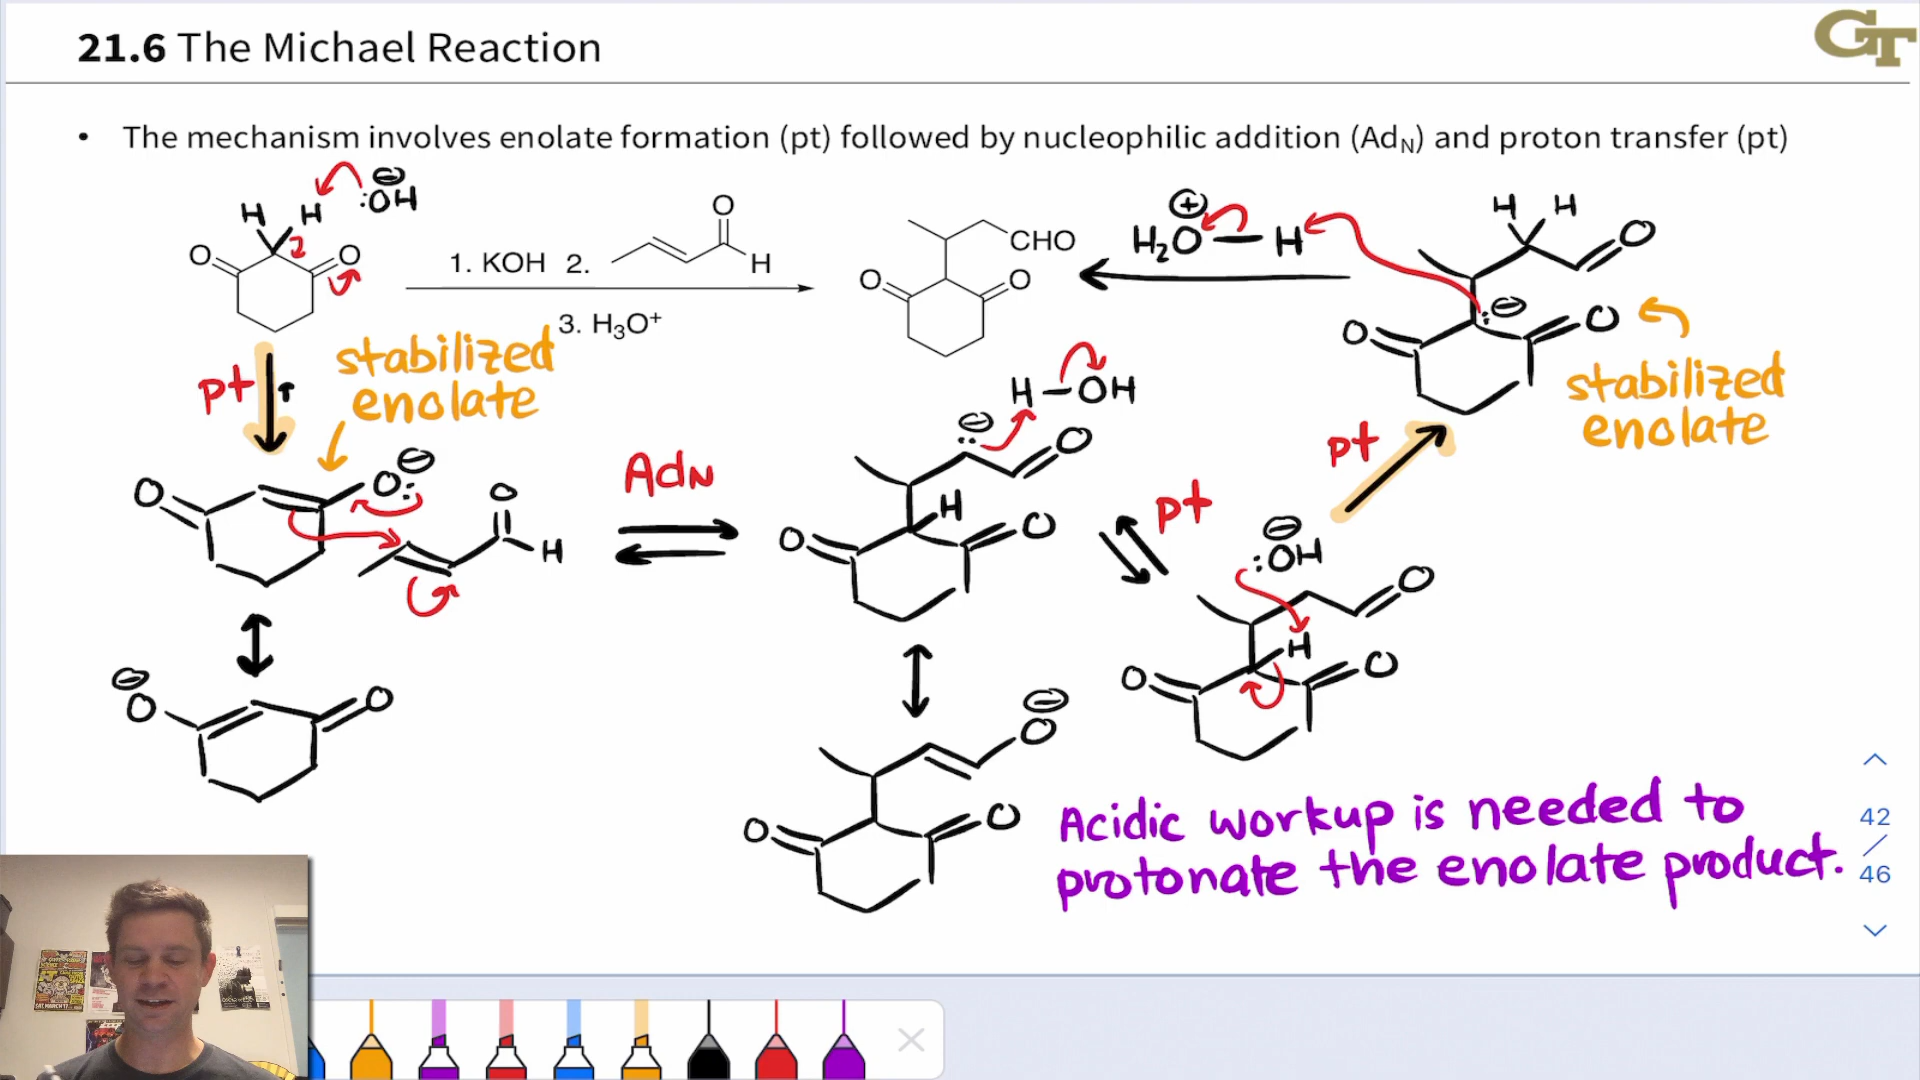 21.6 The Michael Reaction
GT
• The mechanism involves enolate formation (pt) followed by nucleophilic addition (AdN) and proton transfer (pt)
H H :OH ⊖
O O
1. KOH 2.
O
H
3. H3O+
CHO
O O
⊕
H2O — H
H H
O
:⊖
O O
stabilized
enolate
pt
stabilized
enolate
pt
H—OH
O O:⊖
O
H
AdN
⊖
:
O
H
O O
pt
⊖
:OH
O
H
O O
⊖
O O
⊖
O
O O
Acidic workup is needed to
protonate the enolate product.
42
/
46